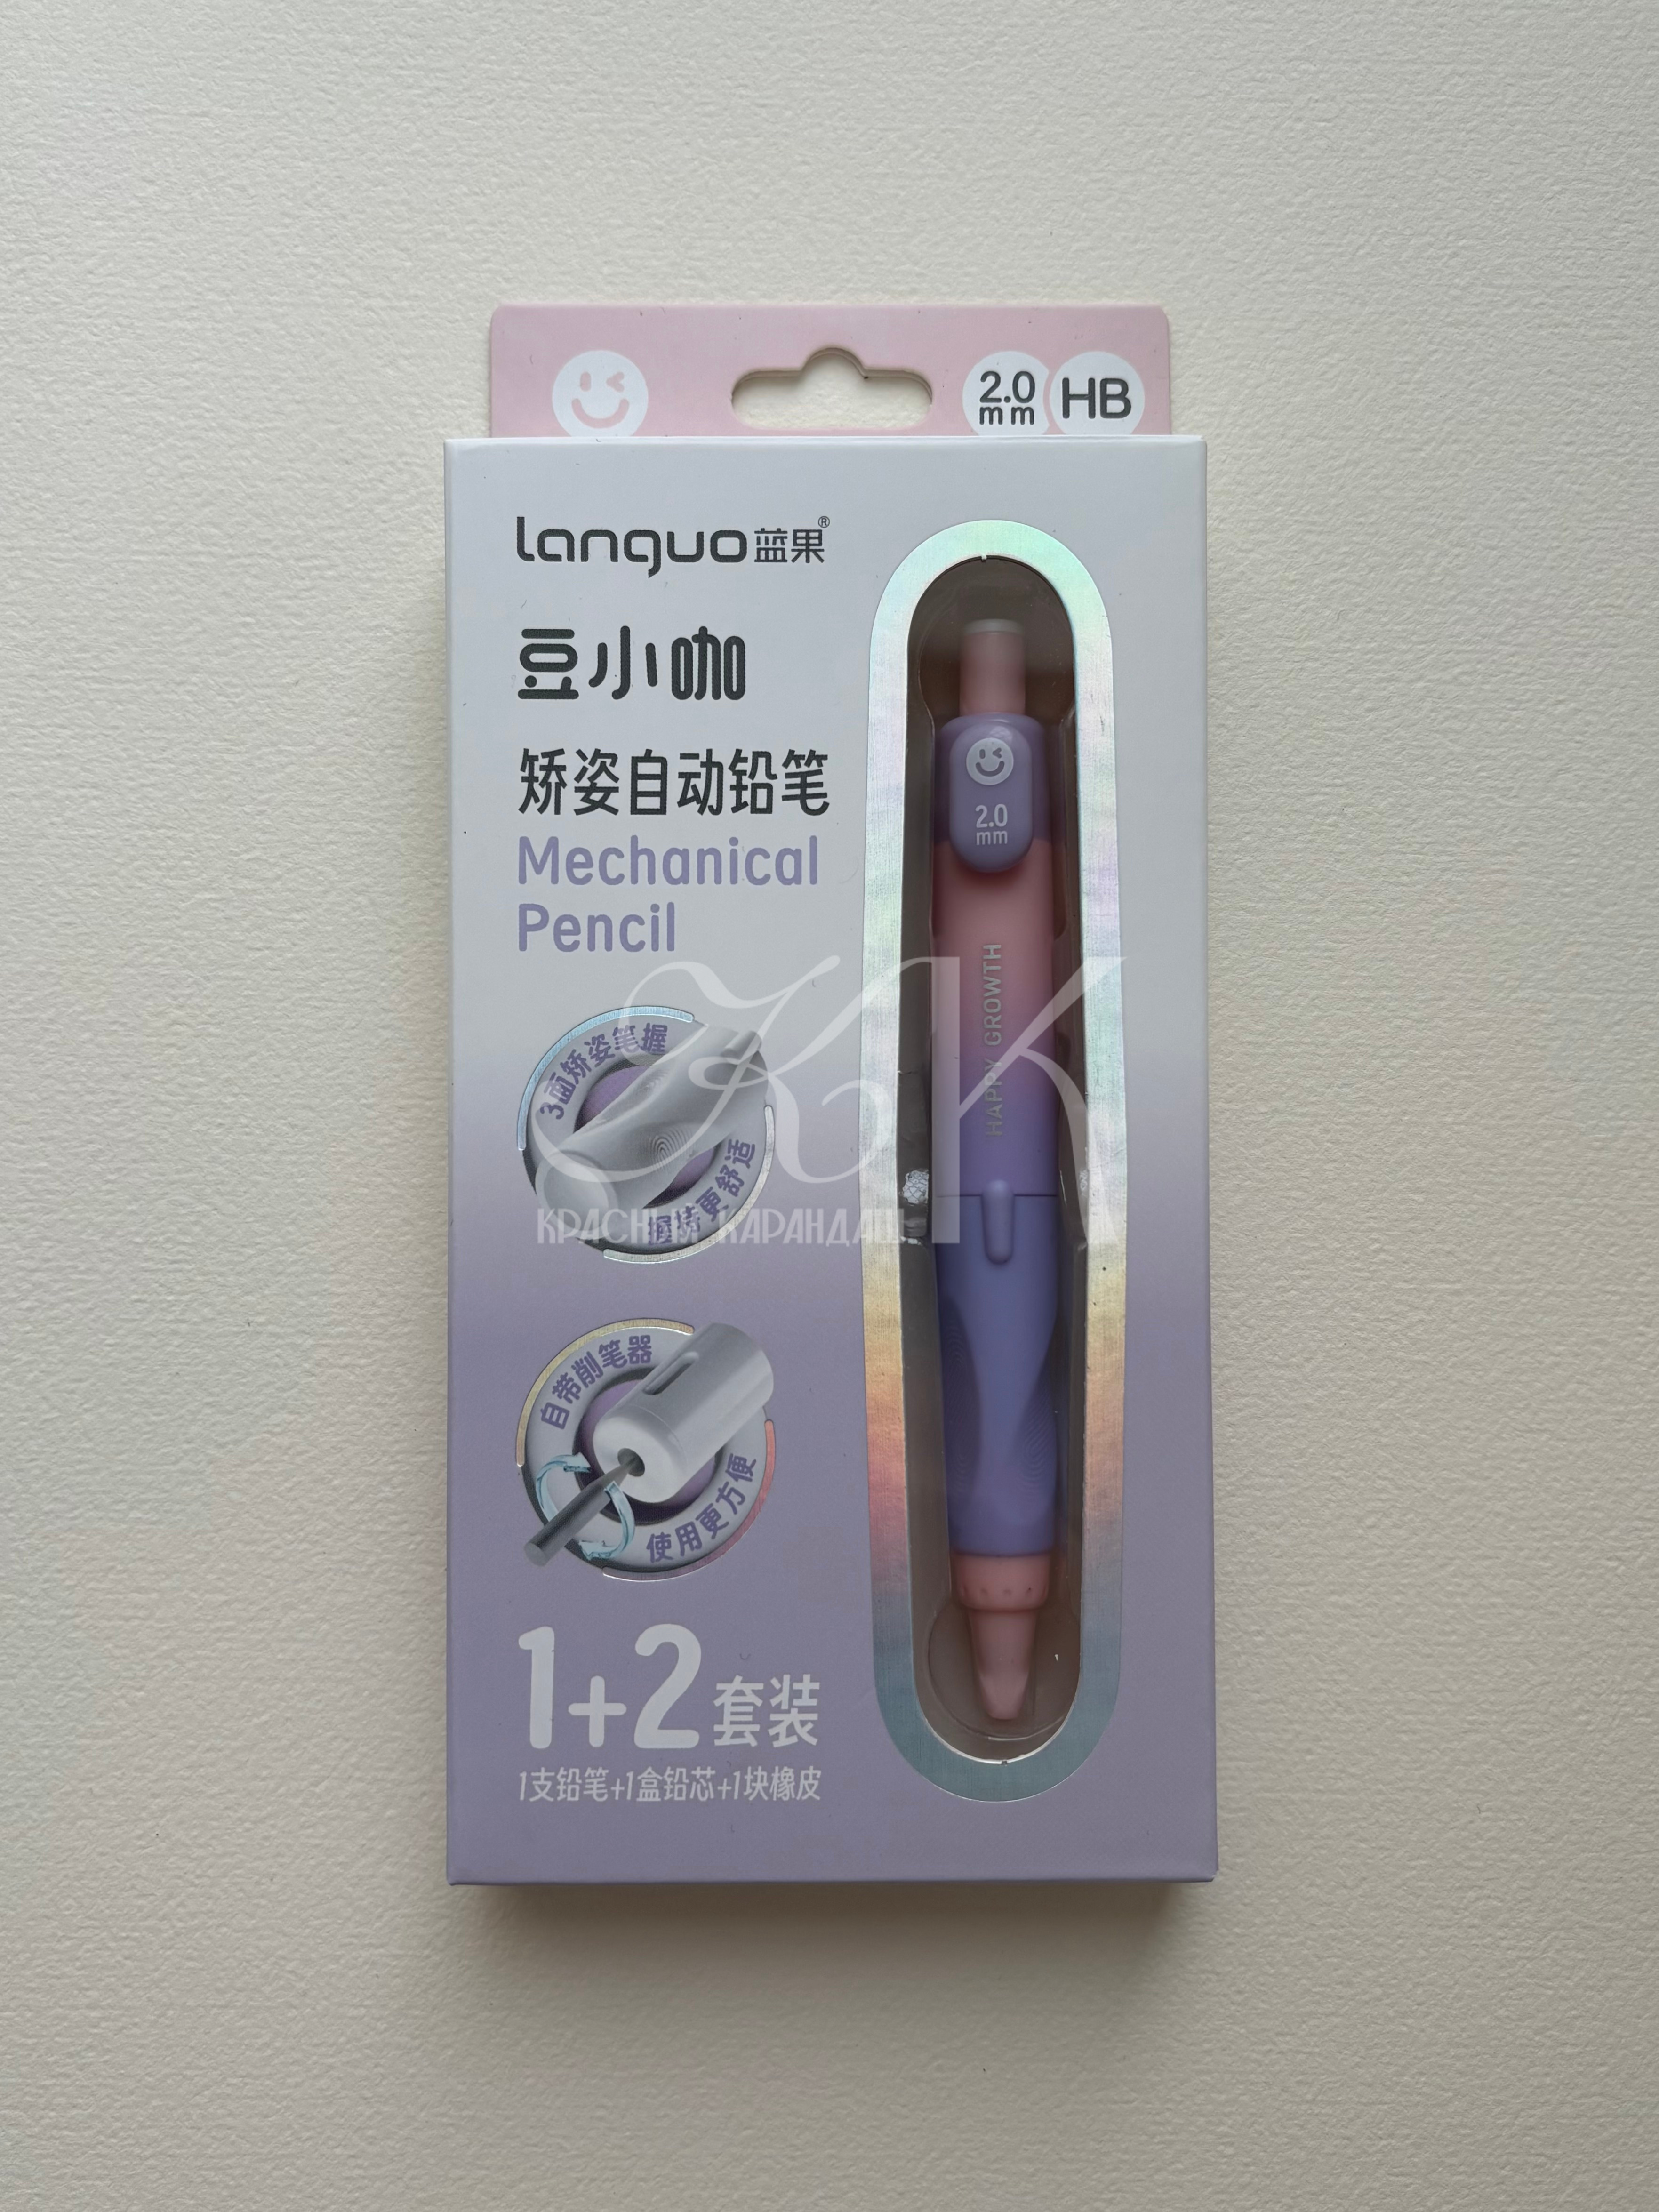 2.0
mm
HB
Languo蓝果®
豆小咖
矫姿自动铅笔
Mechanical
Pencil
2.0
mm
HAPPY GROWTH
3面矫姿笔握
握持更舒适
КК
КРАСНЫЙ КАРАНДАШ
自带削笔器
使用更方便
1+2套装
1支铅笔+1盒铅芯+1块橡皮